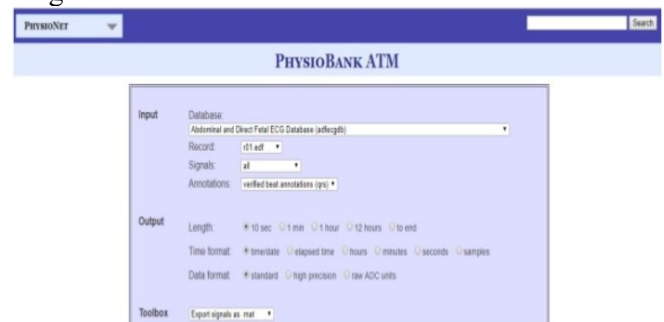 PHYSIONET
Search
PHYSIOBANK ATM
Input
Database:
Abdominal and Direct Fetal ECG Database (adfecgdb)
Record: r01.edf
Signals: all
Annotations: verified beat annotations (qrs)
Output
Length: 10 sec 1 min 1 hour 12 hours to end
Time format: time/date elapsed time hours minutes seconds samples
Data format: standard high precision raw ADC units
Toolbox Export signals as .mat